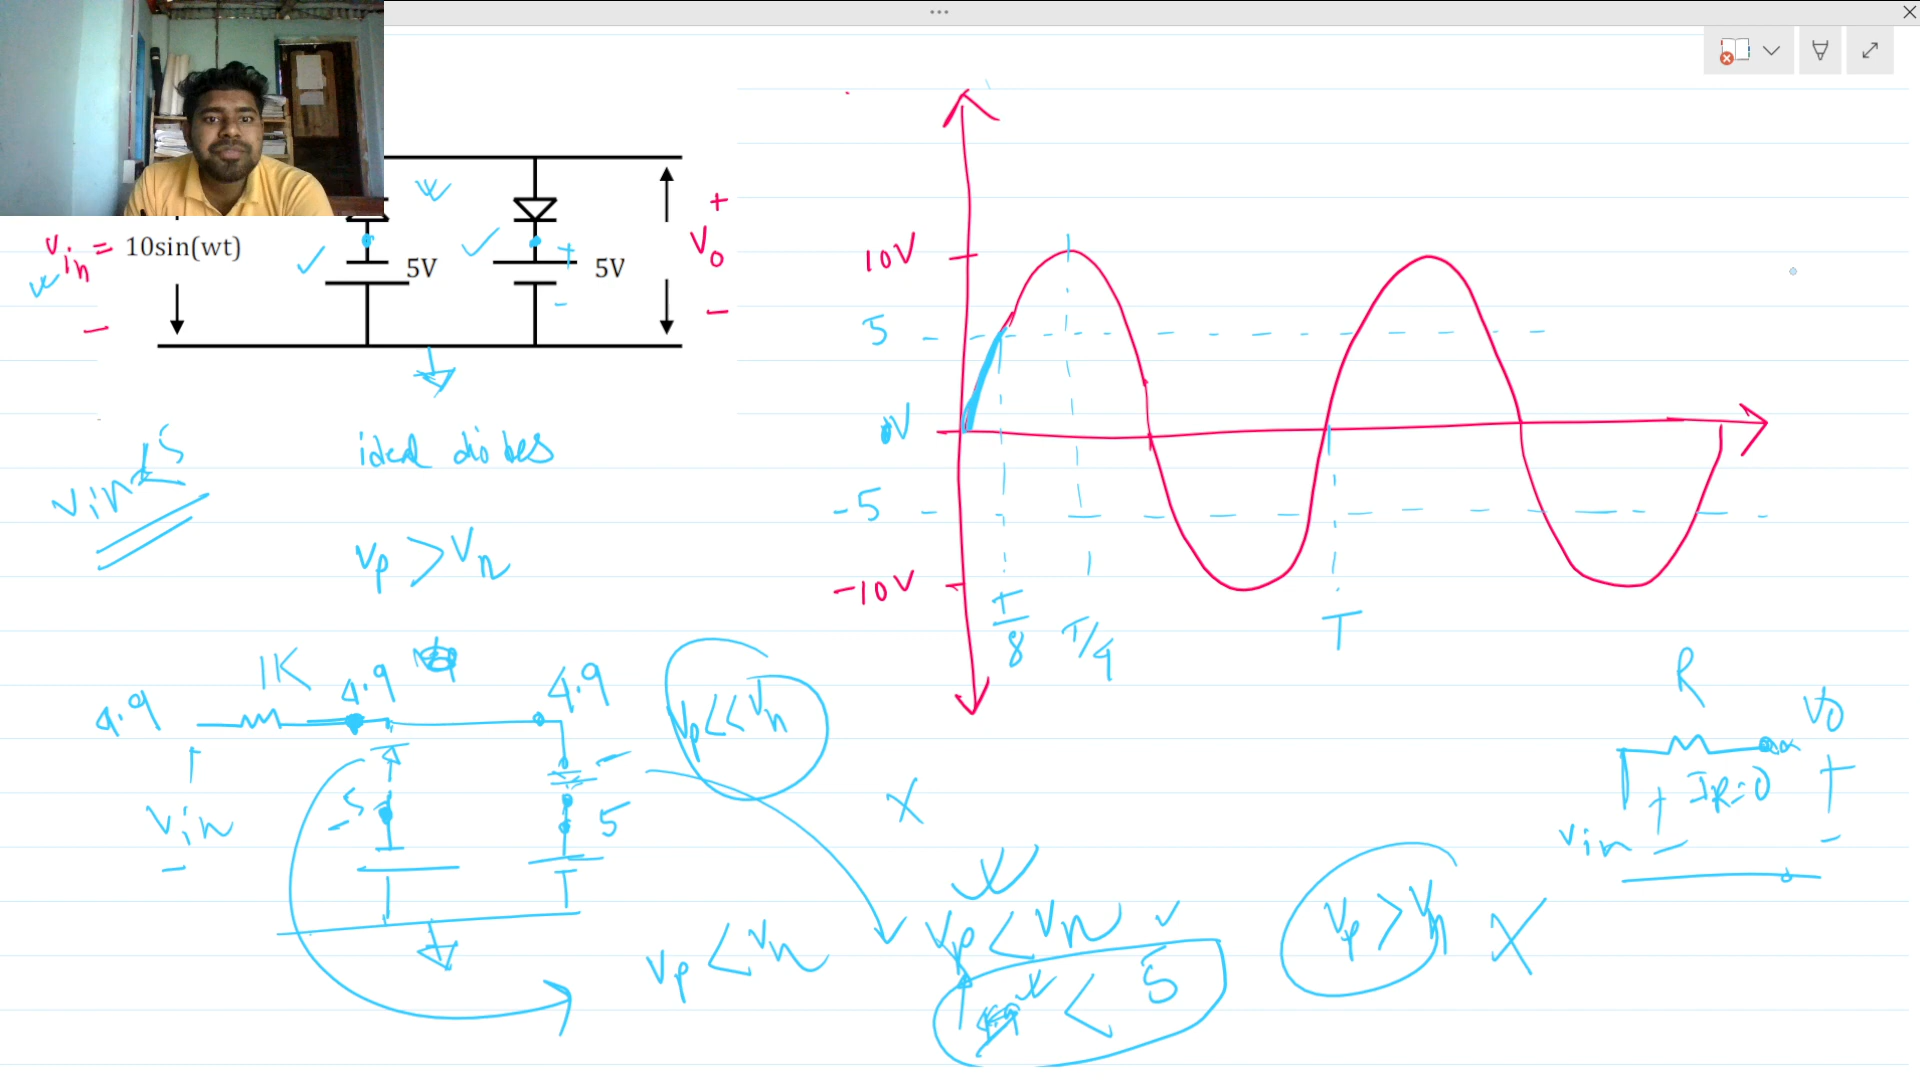 vin = 10sin(wt)
−
5V
5V
+
−
+
Vo
−
10V
5
0V
-5
-10V
T/8
T/4
T
ideal diodes
vin<5
Vp > Vn
1K
4.9
4.9
4.9
Vin
−
-5
5
Vp << Vn
Vp < Vn
X
Vp < Vn ✓
< 5
Vp > Vn X
R
Vo
IR=0
+
−
+
−
Vin